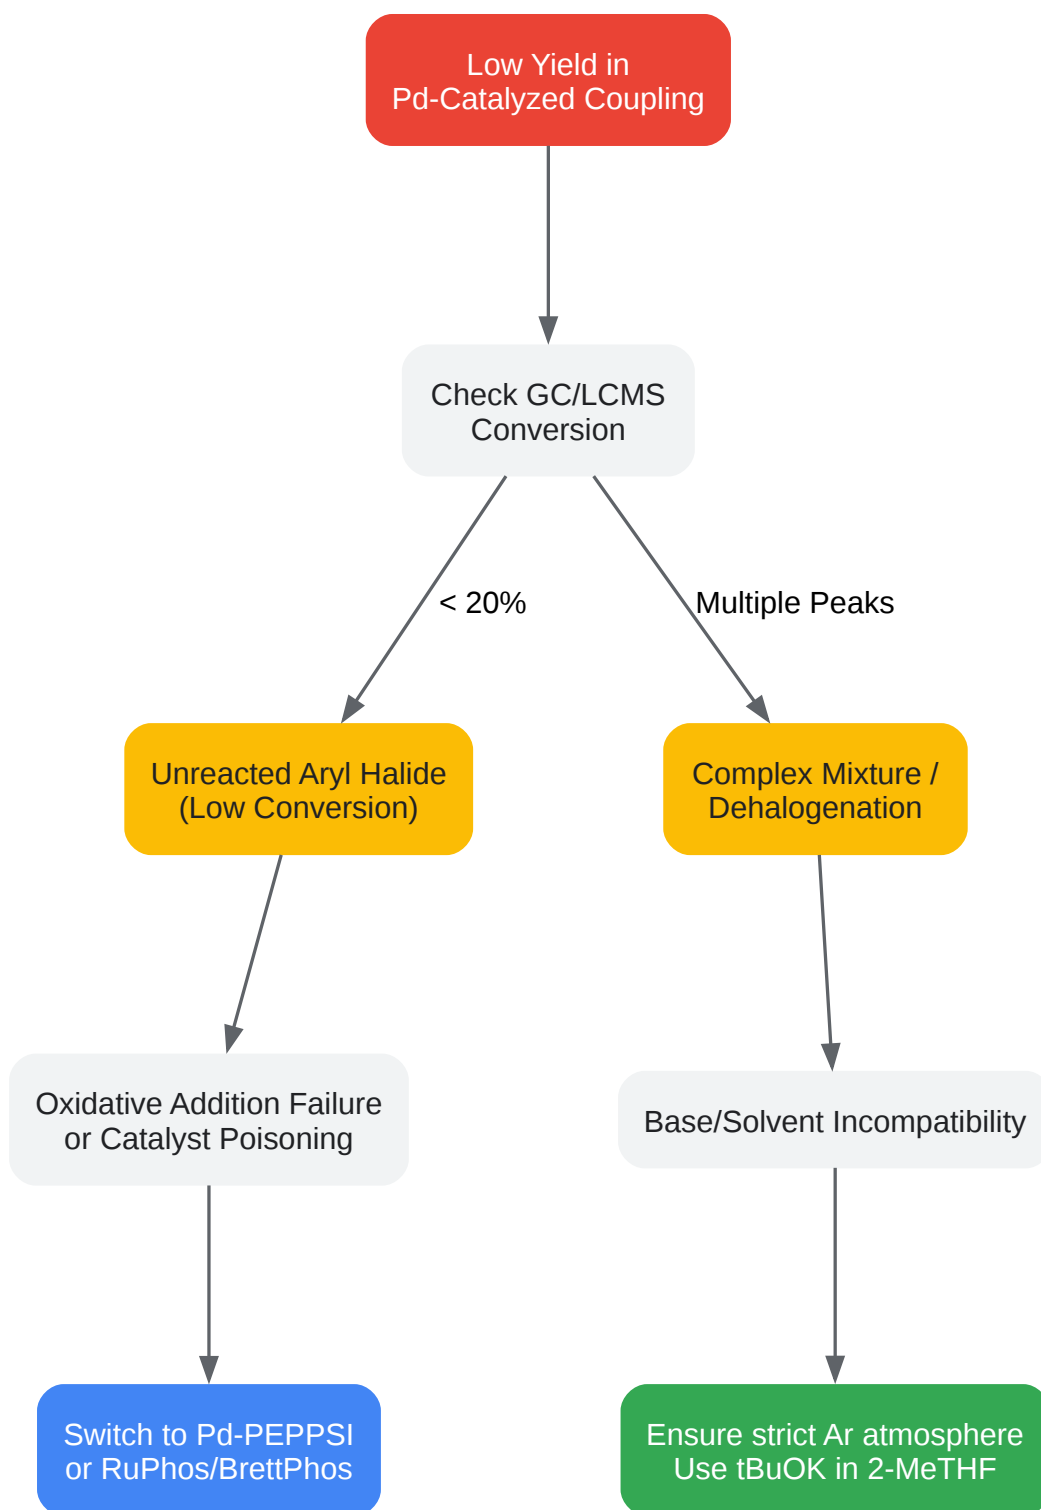 Low Yield in
Pd-Catalyzed Coupling
Check GC/LCMS
Conversion
< 20%
Multiple Peaks
Unreacted Aryl Halide
(Low Conversion)
Complex Mixture /
Dehalogenation
Oxidative Addition Failure
or Catalyst Poisoning
Base/Solvent Incompatibility
Switch to Pd-PEPPSI
or RuPhos/BrettPhos
Ensure strict Ar atmosphere
Use tBuOK in 2-MeTHF